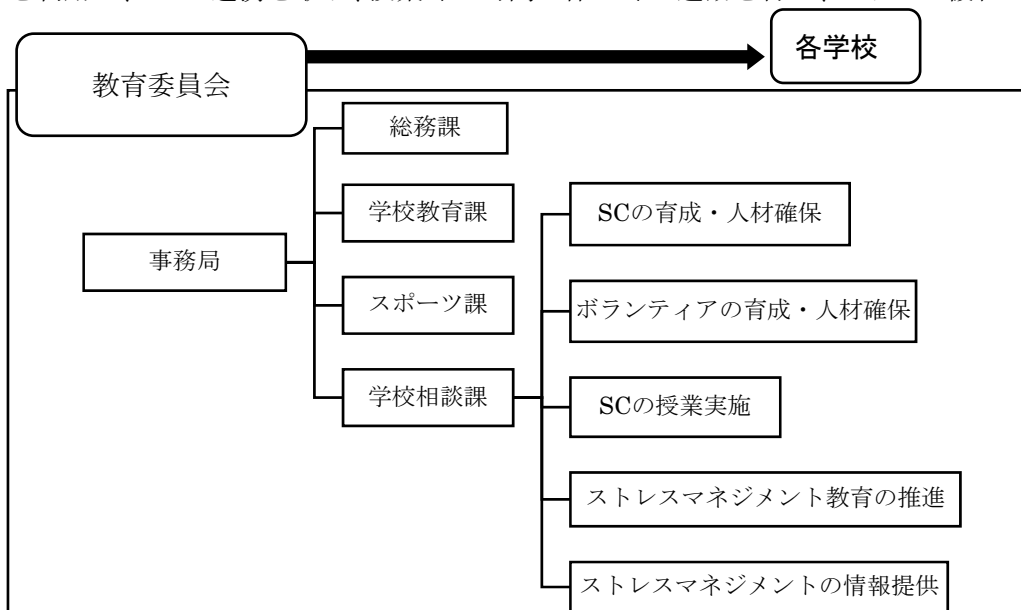 各学校
教育委員会
総務課
学校教育課
SCの育成・人材確保
事務局
スポーツ課
ボランティアの育成・人材確保
学校相談課
SCの授業実施
ストレスマネジメント教育の推進
ストレスマネジメントの情報提供